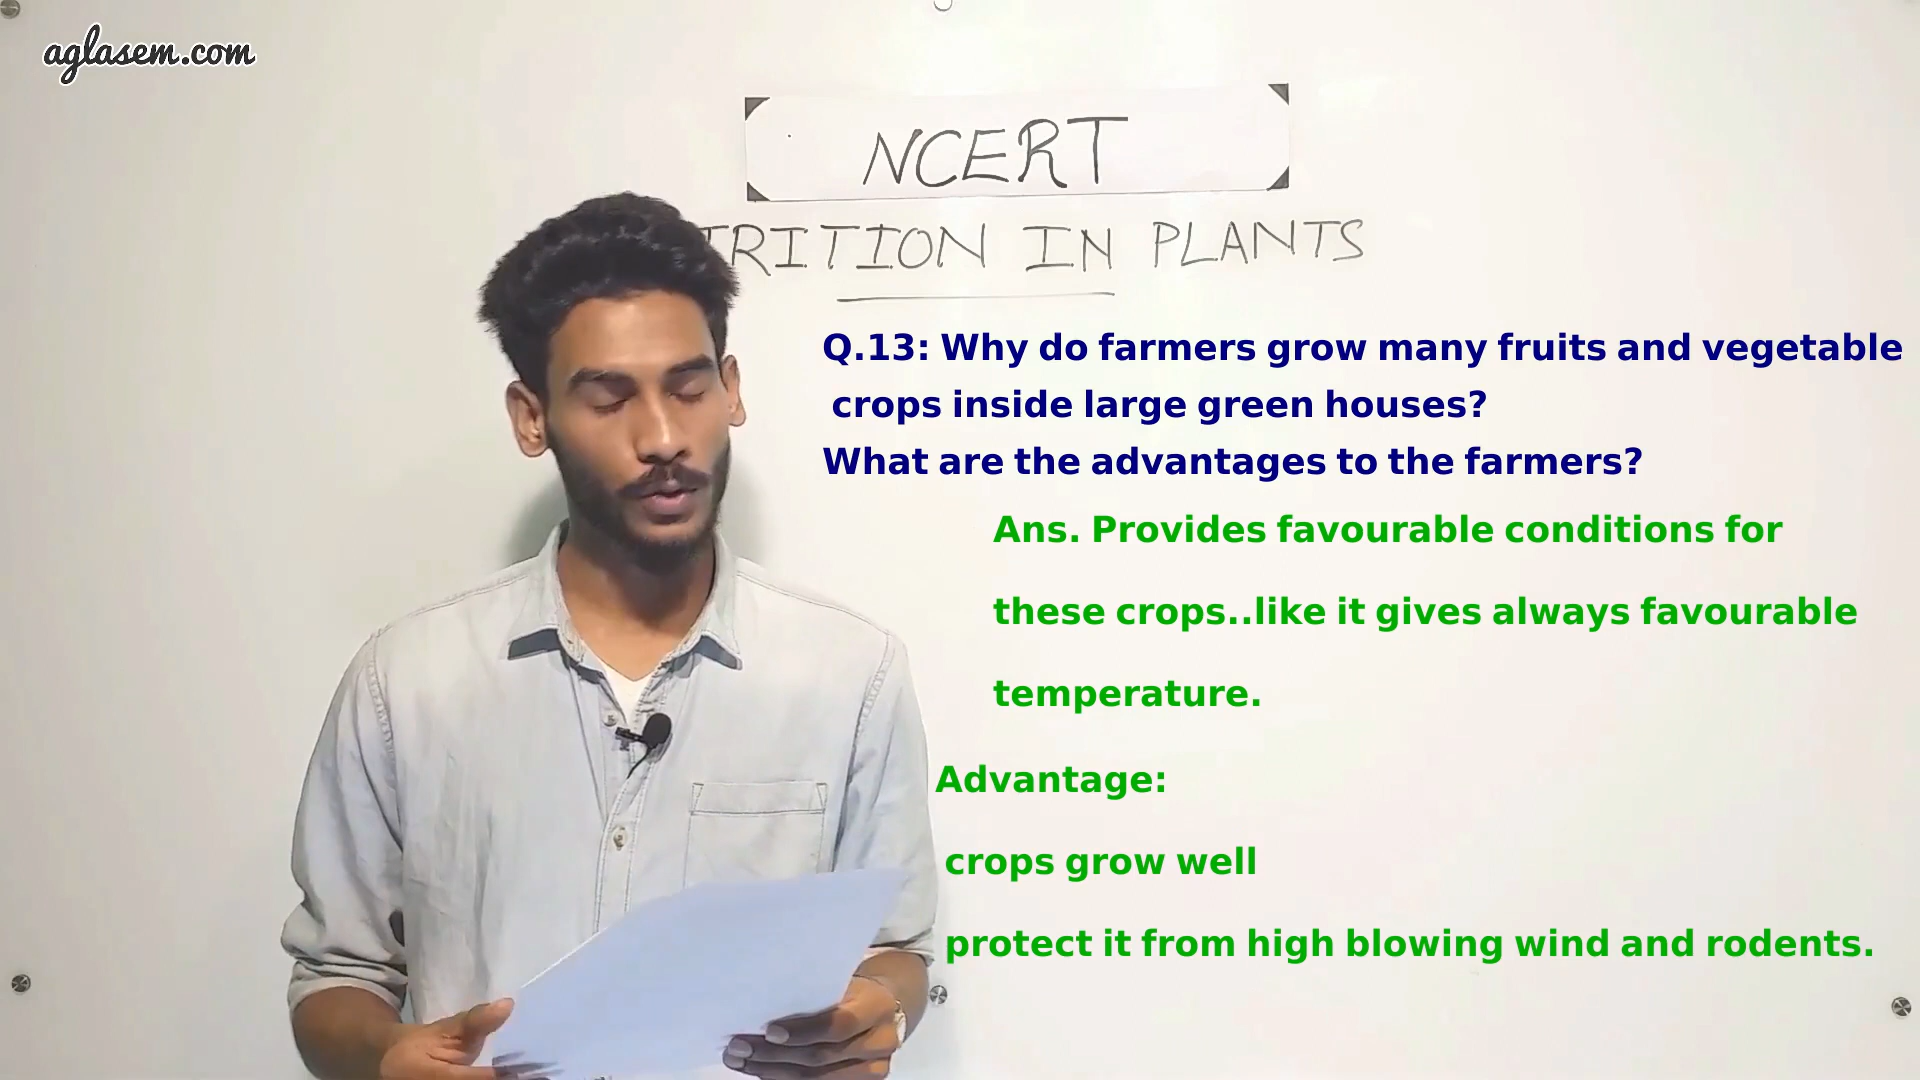 aglasem.com
NCERT
TRITION IN PLANTS
Q.13: Why do farmers grow many fruits and vegetable
crops inside large green houses?
What are the advantages to the farmers?
Ans. Provides favourable conditions for
these crops..like it gives always favourable
temperature.
Advantage:
crops grow well
protect it from high blowing wind and rodents.